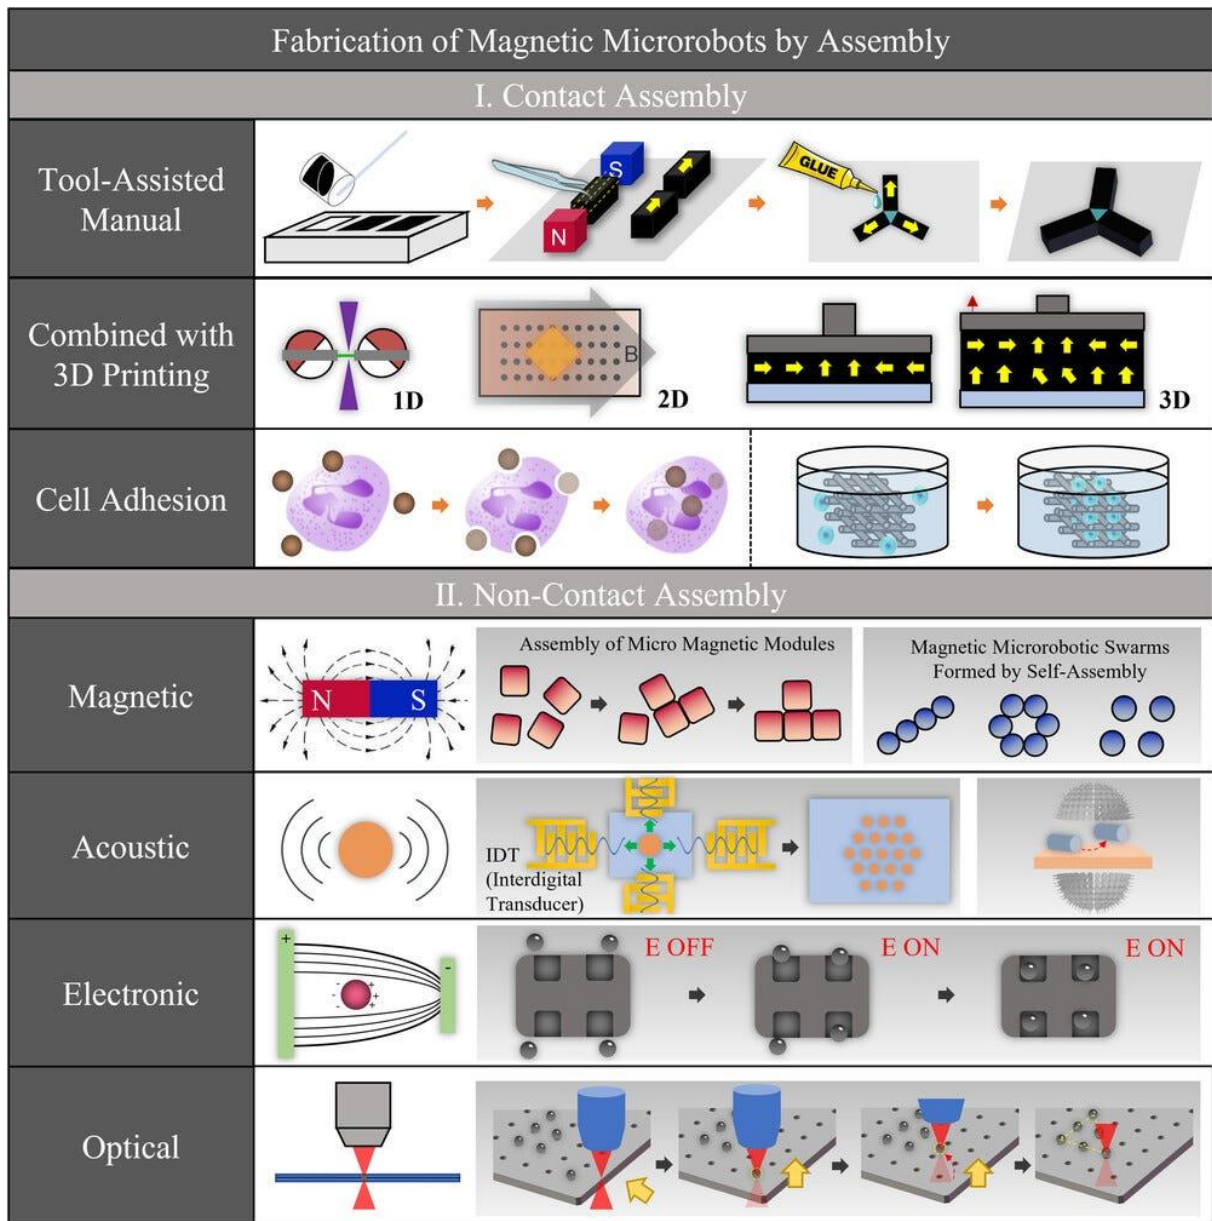 Fabrication of Magnetic Microrobots by Assembly
I. Contact Assembly
Tool-Assisted
Manual
S
N
GLUE
Combined with
3D Printing
1D
B
2D
3D
Cell Adhesion
II. Non-Contact Assembly
Magnetic
N S
Assembly of Micro Magnetic Modules
Magnetic Microrobotic Swarms
Formed by Self-Assembly
Acoustic
IDT
(Interdigital
Transducer)
Electronic
+
-
- +
- +
- +
E OFF
E ON
E ON
Optical